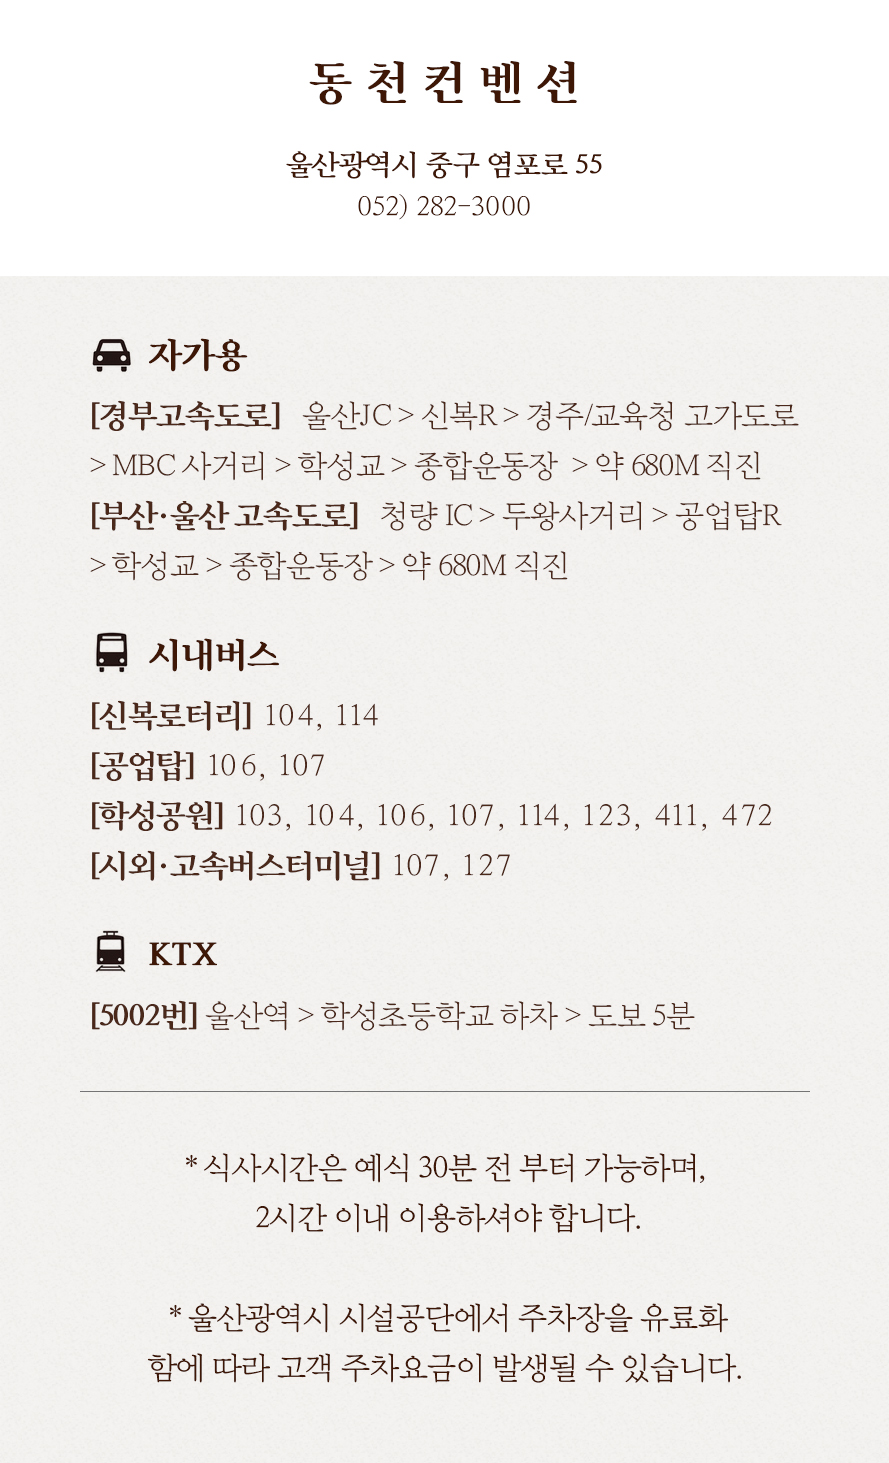 동천컨벤션
울산광역시 중구 염포로 55
052) 282-3000
자가용
[경부고속도로] 울산JC > 신복R > 경주/교육청 고가도로
> MBC 사거리 > 학성교 > 종합운동장 > 약 680M 직진
[부산·울산 고속도로] 청량 IC > 두왕사거리 > 공업탑R
> 학성교 > 종합운동장 > 약 680M 직진
시내버스
[신복로터리] 104, 114
[공업탑] 106, 107
[학성공원] 103, 104, 106, 107, 114, 123, 411, 472
[시외·고속버스터미널] 107, 127
KTX
[5002번] 울산역 > 학성초등학교 하차 > 도보 5분
* 식사시간은 예식 30분 전 부터 가능하며,
2시간 이내 이용하셔야 합니다.
* 울산광역시 시설공단에서 주차장을 유료화
함에 따라 고객 주차요금이 발생될 수 있습니다.